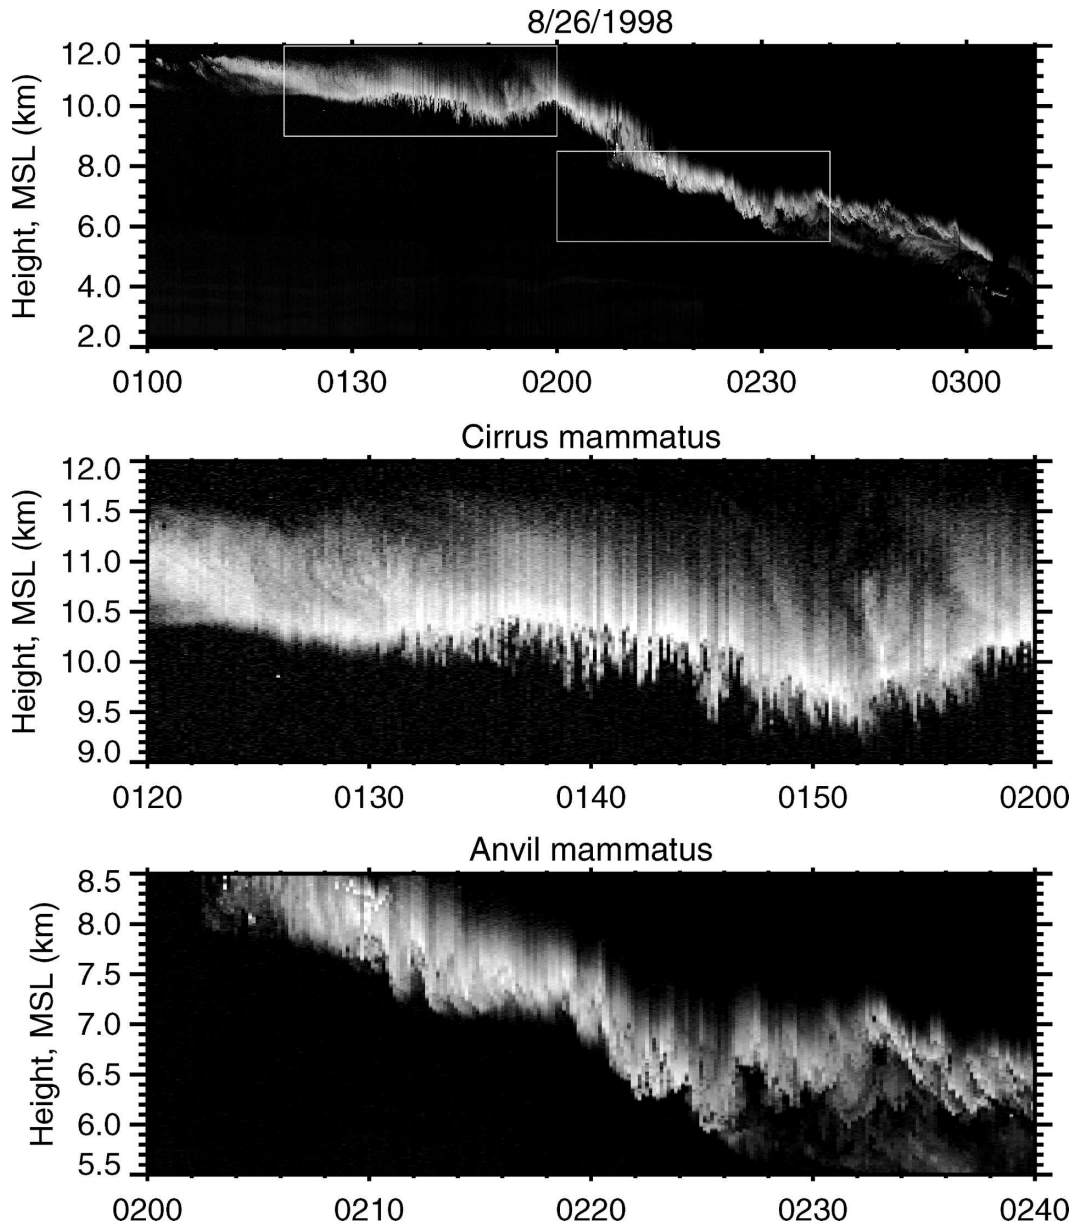 8/26/1998
Height, MSL (km)
12.0
10.0
8.0
6.0
4.0
2.0
0100 0130 0200 0230 0300
Cirrus mammatus
Height, MSL (km)
12.0
11.5
11.0
10.5
10.0
9.5
9.0
0120 0130 0140 0150 0200
Anvil mammatus
Height, MSL (km)
8.5
8.0
7.5
7.0
6.5
6.0
5.5
0200 0210 0220 0230 0240